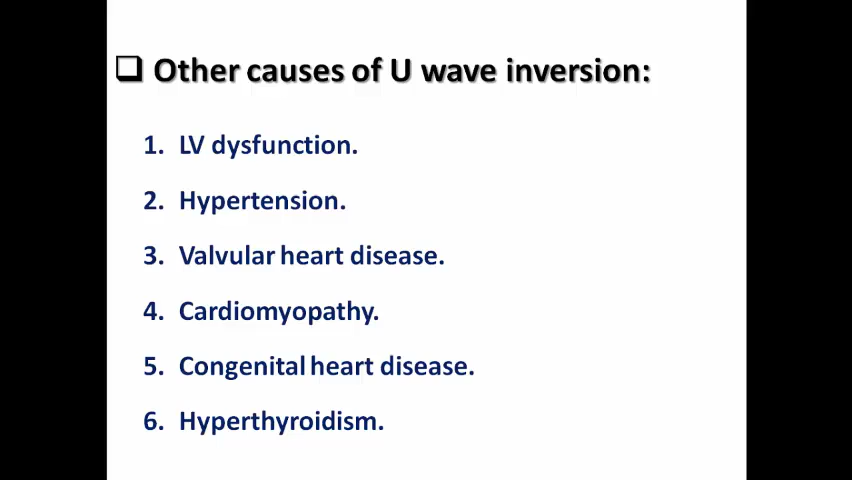 ❑ Other causes of U wave inversion:
1. LV dysfunction.
2. Hypertension.
3. Valvular heart disease.
4. Cardiomyopathy.
5. Congenital heart disease.
6. Hyperthyroidism.